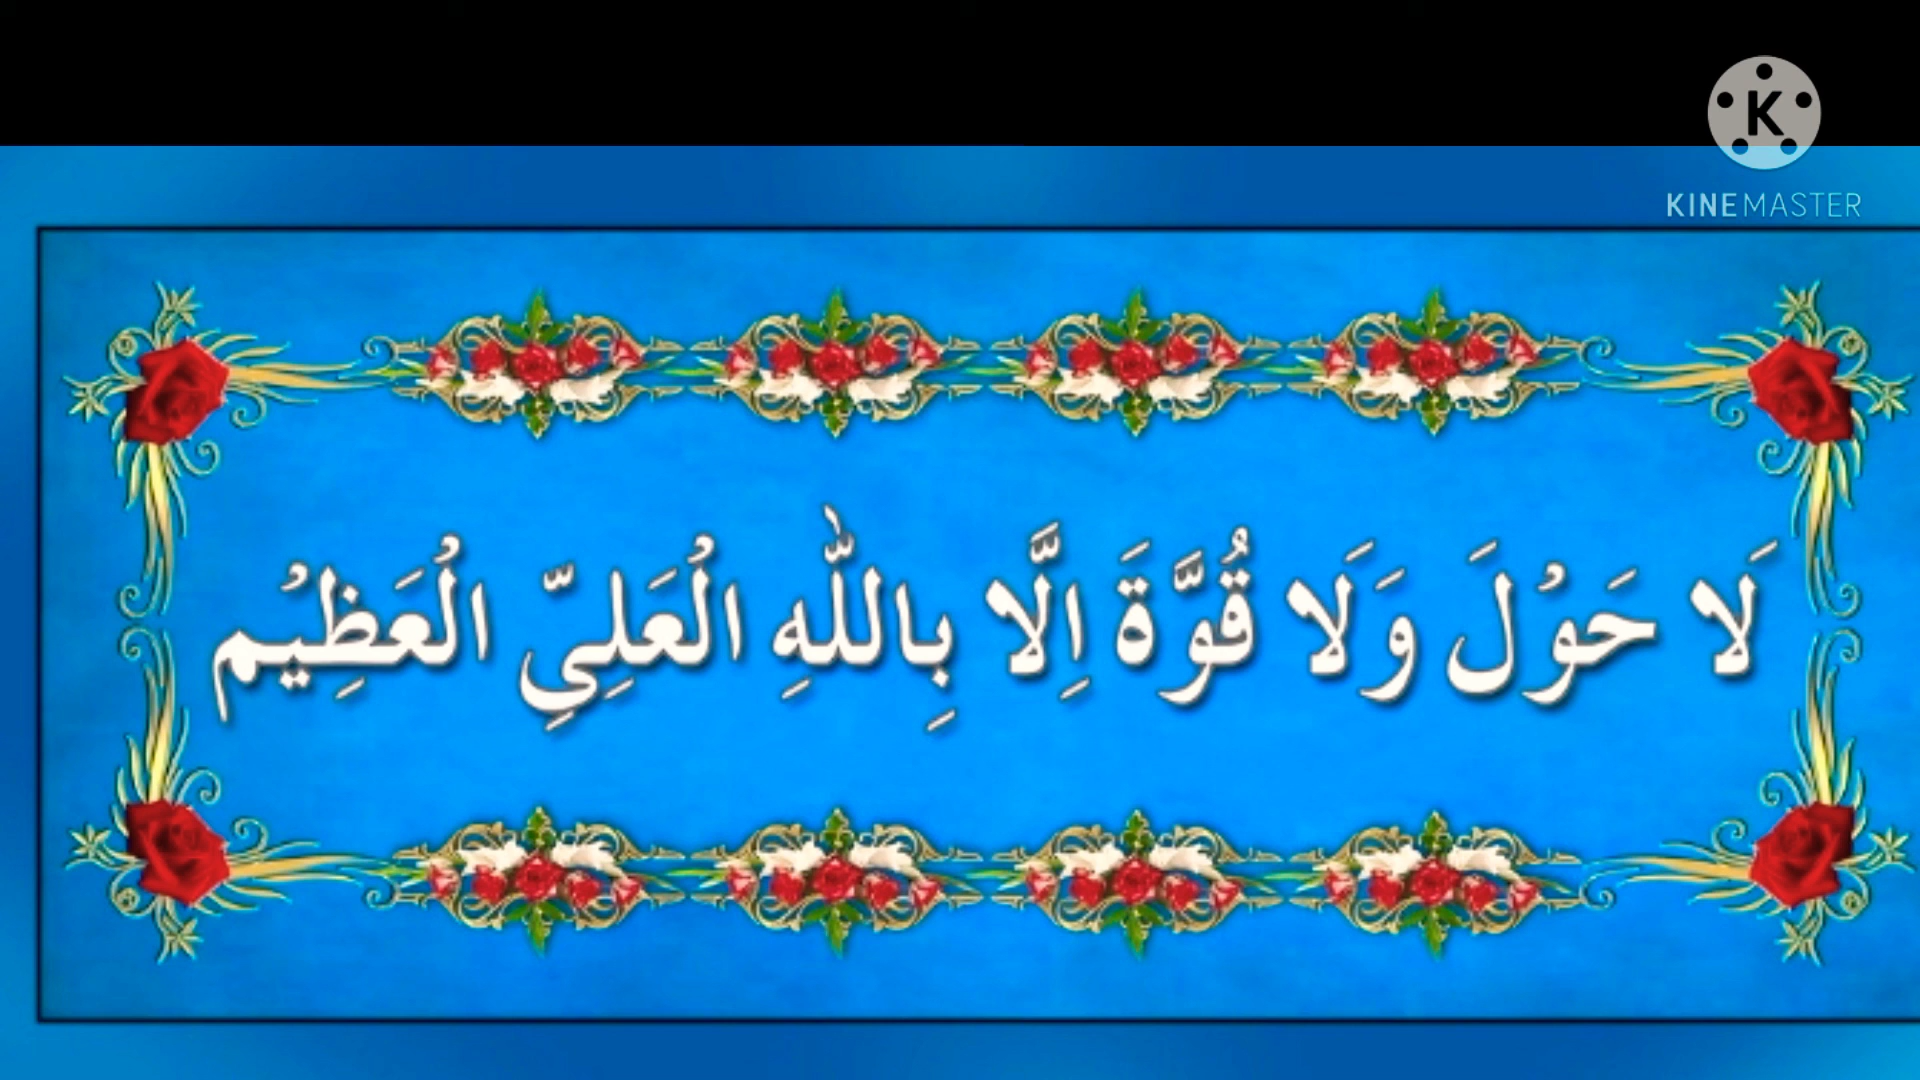 KINEMASTER
لَا حَوْلَ وَلَا قُوَّةَ اِلَّا بِاللّٰهِ الْعَلِيِّ الْعَظِيْم